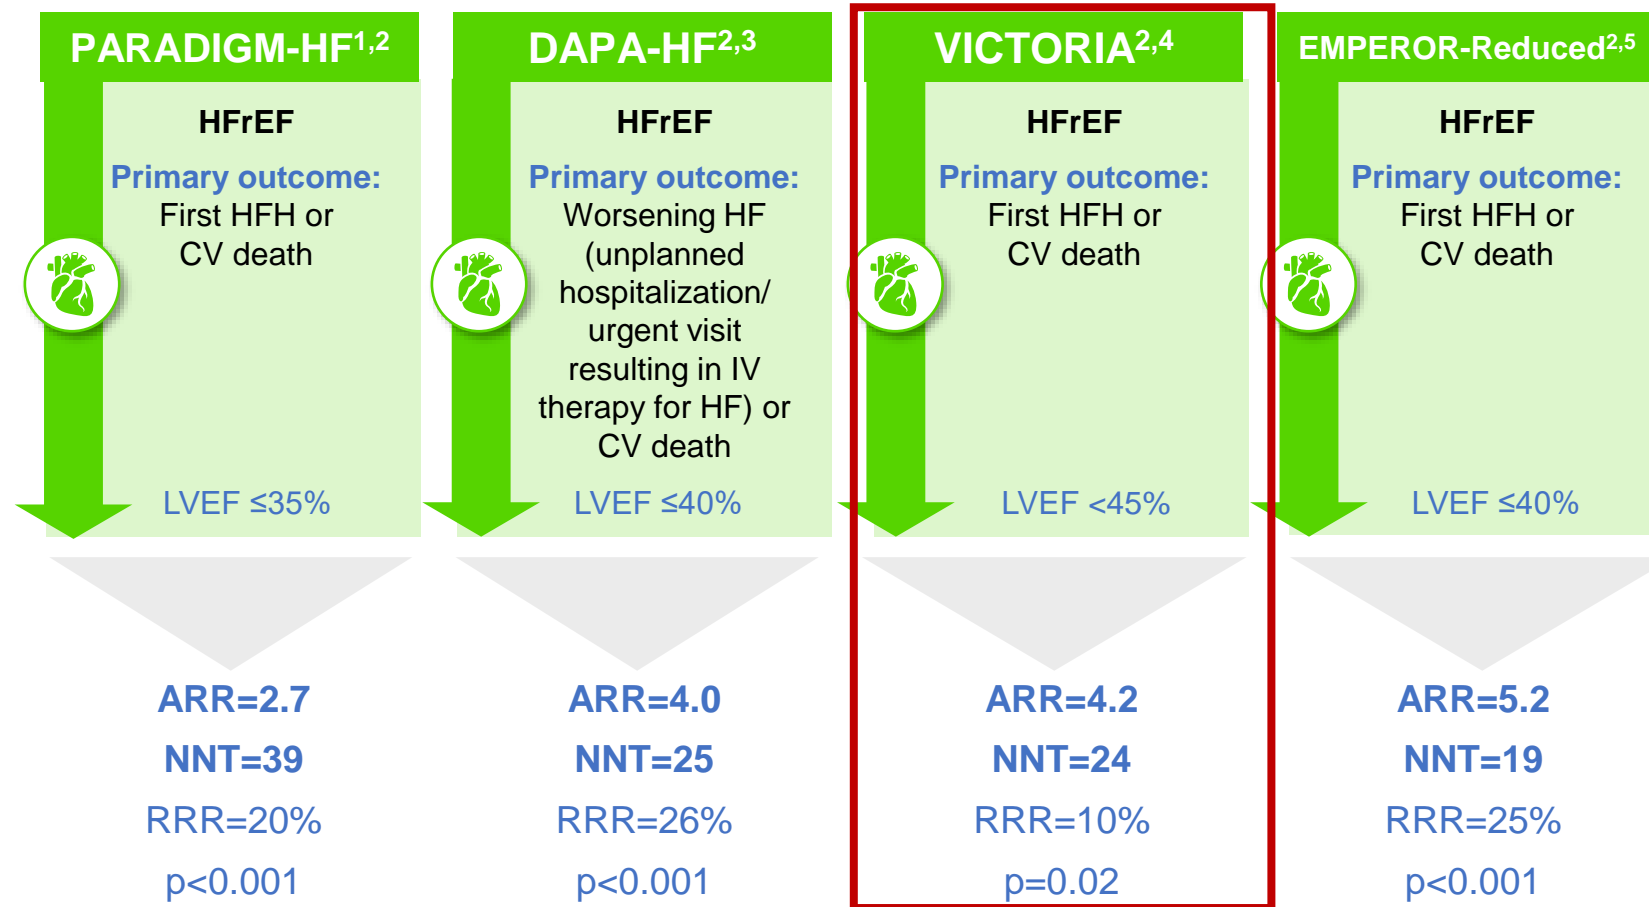 PARADIGM-HF1,2
HFrEF
Primary outcome:
First HFH or
CV death
LVEF ≤35%
ARR=2.7
NNT=39
RRR=20%
p<0.001
DAPA-HF2,3
HFrEF
Primary outcome:
Worsening HF
(unplanned
hospitalization/
urgent visit
resulting in IV
therapy for HF) or
CV death
LVEF ≤40%
ARR=4.0
NNT=25
RRR=26%
p<0.001
VICTORIA2,4
HFrEF
Primary outcome:
First HFH or
CV death
LVEF <45%
ARR=4.2
NNT=24
RRR=10%
p=0.02
EMPEROR-Reduced2,5
HFrEF
Primary outcome:
First HFH or
CV death
LVEF ≤40%
ARR=5.2
NNT=19
RRR=25%
p<0.001